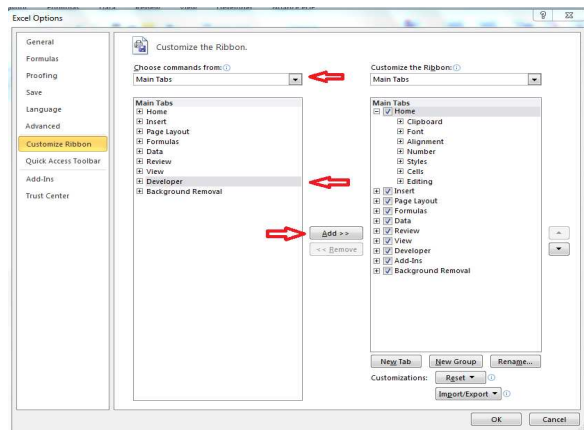 Excel Options
General
Formulas
Proofing
Save
Language
Advanced
Customize Ribbon
Quick Access Toolbar
Add-Ins
Trust Center
Customize the Ribbon.
Choose commands from:
Main Tabs
Main Tabs
Home
Insert
Page Layout
Formulas
Data
Review
View
Developer
Background Removal
Add >>
<< Remove
Customize the Ribbon:
Main Tabs
Main Tabs
Home
Clipboard
Font
Alignment
Number
Styles
Cells
Editing
Insert
Page Layout
Formulas
Data
Review
View
Developer
Add-Ins
Background Removal
New Tab
New Group
Rename...
Customizations:
Reset
Import/Export
OK
Cancel